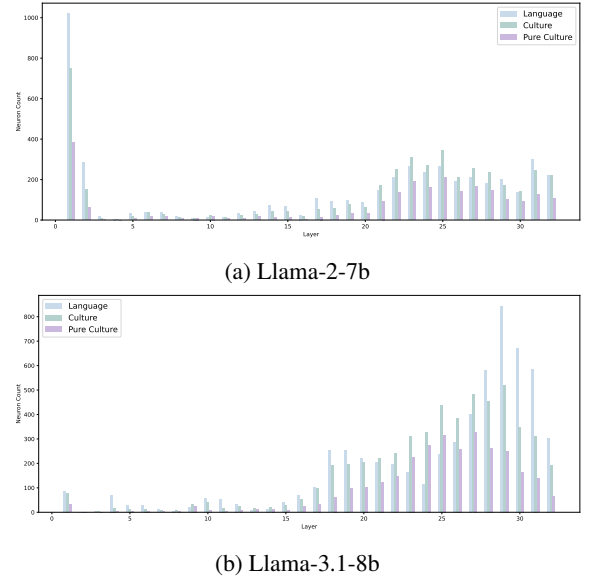 1000
800
600
400
200
0
Neuron Count
Language
Culture
Pure Culture
0 5 10 15 20 25 30
Layer
(a) Llama-2-7b
800
700
600
500
400
300
200
100
0
Neuron Count
Language
Culture
Pure Culture
0 5 10 15 20 25 30
Layer
(b) Llama-3.1-8b